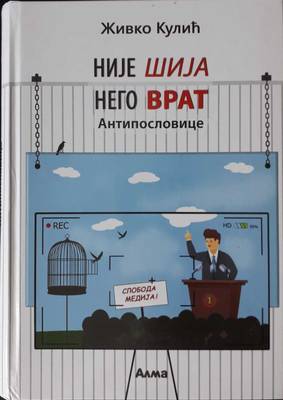 Живко Кулић
НИЈЕ ШИЈА
НЕГО ВРАТ
Антипословице
REC
HD
СЛОБОДА
МЕДИЈА!
1
Алма